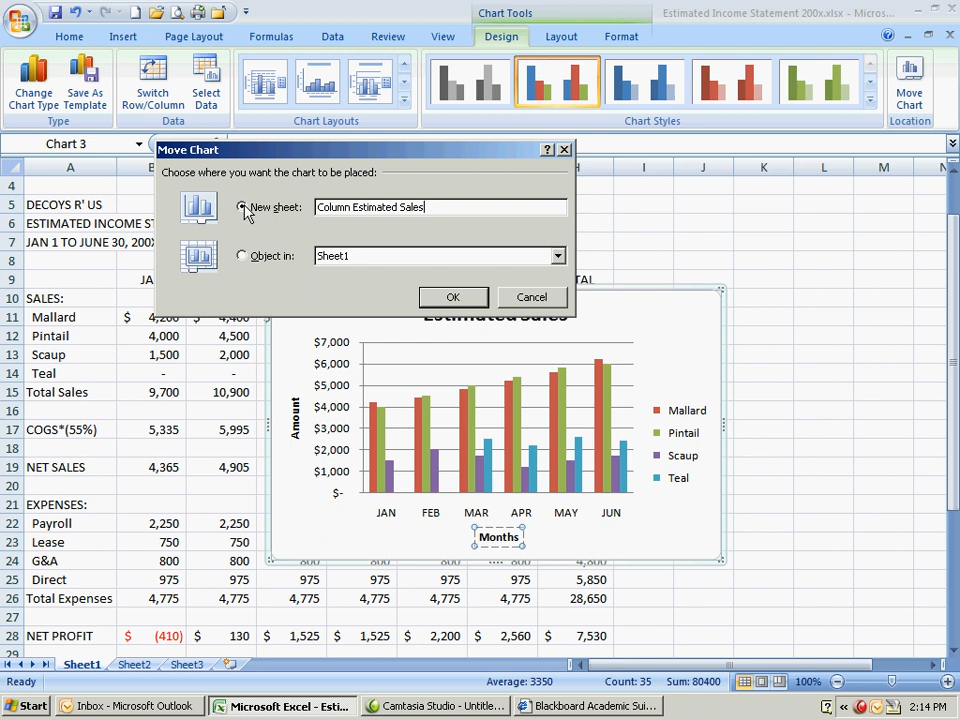 Chart Tools
Estimated Income Statement 200x.xlsx - Micros...
Home Insert Page Layout Formulas Data Review View Design Layout Format
Change Chart Type
Save As Template
Switch Row/Column
Select Data
Move Chart
Type Data Chart Layouts Chart Styles Location
Chart 3
Move Chart
Choose where you want the chart to be placed:
New sheet: Column Estimated Sales
Object in: Sheet1
OK Cancel
A B H I J K L M N
4
5 DECOYS R' US
6 ESTIMATED INCOME ST
7 JAN 1 TO JUNE 30, 200X
8
9 JA TAL
10 SALES:
11 Mallard $ 4,200 $ 4,400
12 Pintail 4,000 4,500
13 Scaup 1,500 2,000
14 Teal - -
15 Total Sales 9,700 10,900
16
17 COGS*(55%) 5,335 5,995
18
19 NET SALES 4,365 4,905
20
21 EXPENSES:
22 Payroll 2,250 2,250
23 Lease 750 750
24 G&A 800 800 800 800 800 800 4,800
25 Direct 975 975 975 975 975 975 5,850
26 Total Expenses 4,775 4,775 4,775 4,775 4,775 4,775 28,650
27
28 NET PROFIT $ (410) $ 130 $ 1,525 $ 1,525 $ 2,200 $ 2,560 $ 7,530
29
Estimated Sales
$7,000
$6,000
$5,000
$4,000
$3,000
$2,000
$1,000
$-
Amount
JAN FEB MAR APR MAY JUN
Months
Mallard
Pintail
Scaup
Teal
Sheet1 Sheet2 Sheet3
Ready Average: 3350 Count: 35 Sum: 80400 100%
Start Inbox - Microsoft Outlook Microsoft Excel - Esti... Camtasia Studio - Untitle... Blackboard Academic Sui... 2:14 PM